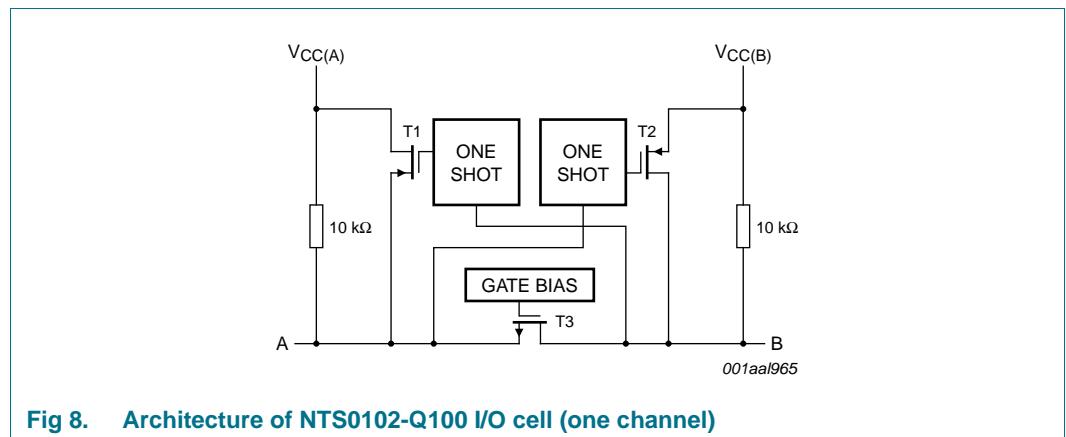 VCC(A)
VCC(B)
T1
ONE
SHOT
ONE
SHOT
T2
10 kΩ
10 kΩ
GATE BIAS
T3
A
B
001aal965
Fig 8. Architecture of NTS0102-Q100 I/O cell (one channel)